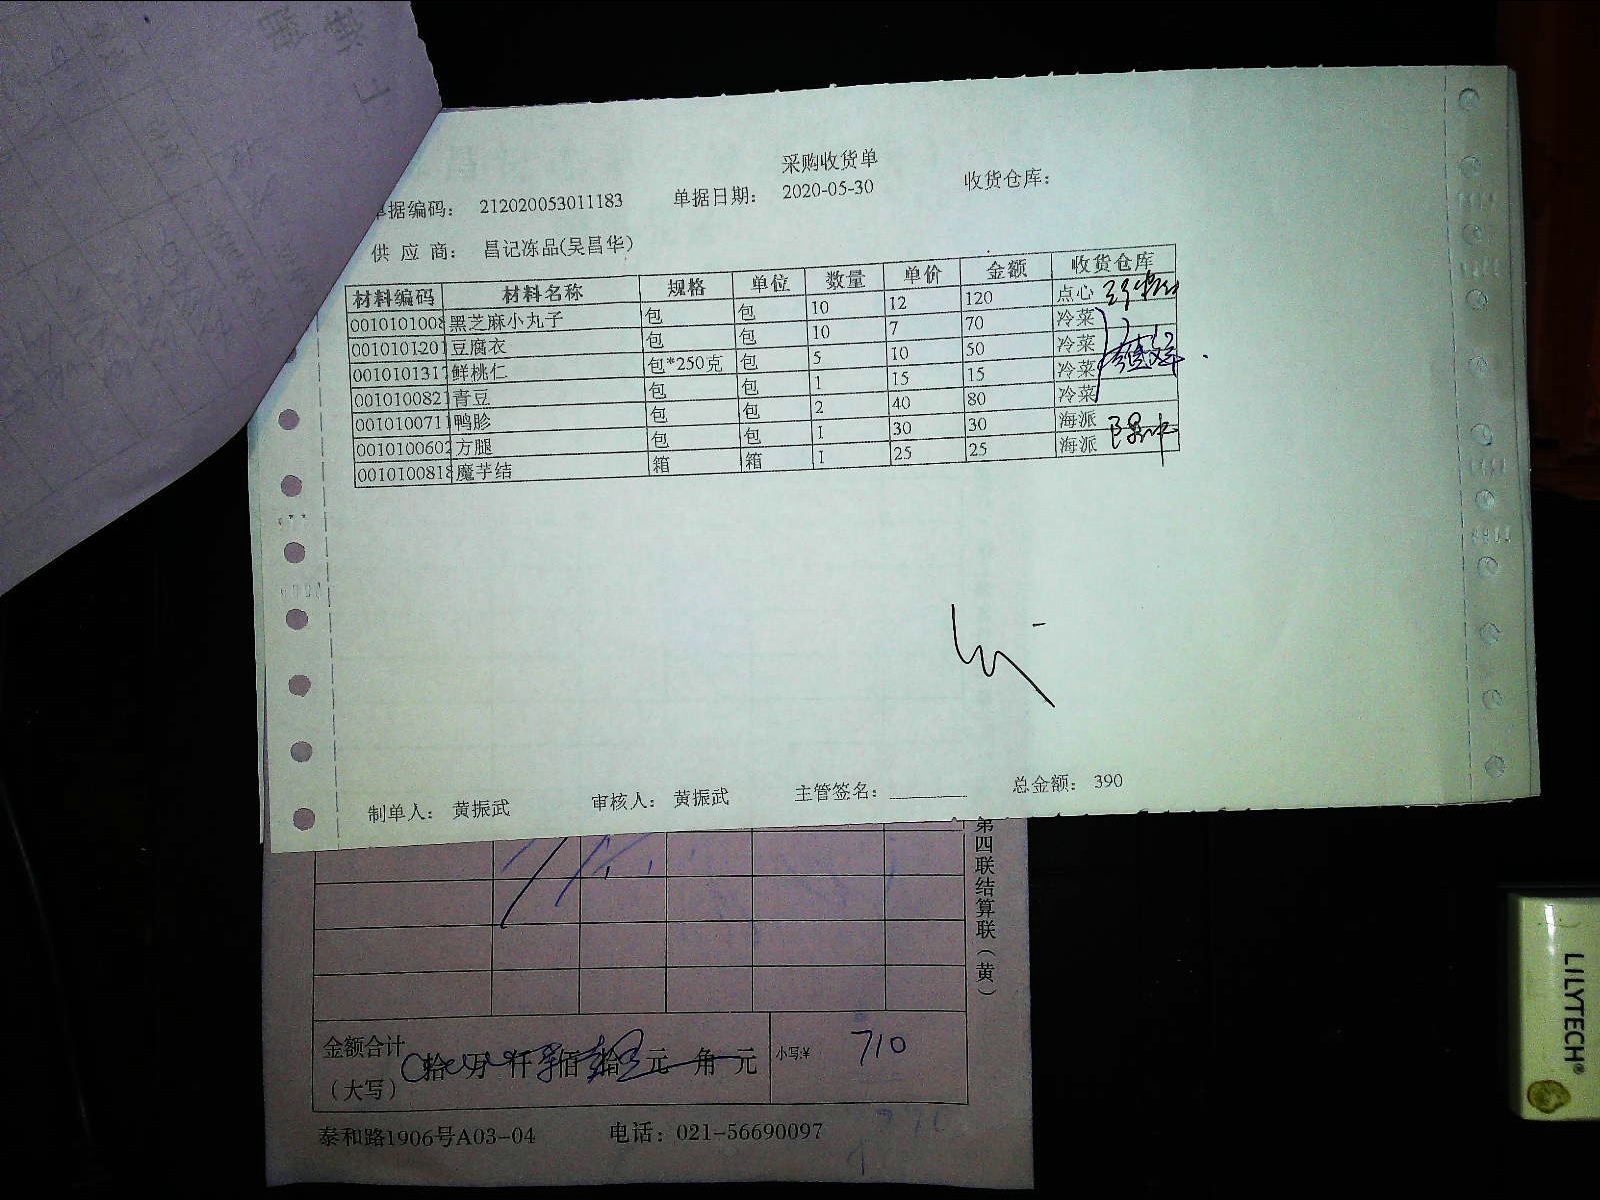 采购收货单
单据编码： 212020053011183 单据日期： 2020-05-30 收货仓库：
供 应 商： 昌记冻品(吴昌华)
材料编码 材料名称 规格 单位 数量 单价 金额 收货仓库
0010101008 黑芝麻小丸子 包 包 10 12 120 点心
0010101201 豆腐衣 包 包 10 7 70 冷菜
0010101317 鲜桃仁 包*250克 包 5 10 50 冷菜
0010100821 青豆 包 包 1 15 15 冷菜
0010100711 鸭胗 包 包 2 40 80 冷菜
0010100602 方腿 包 包 1 30 30 海派
0010100818 魔芋结 箱 箱 1 25 25 海派
制单人： 黄振武 审核人： 黄振武 主管签名： 总金额： 390
第四联结算联（黄）
金额合计
（大写） 拾 万 仟 佰 拾 元 角 元 小写:¥ 710
泰和路1906号A03-04 电话：021-56690097
LILYTECH®